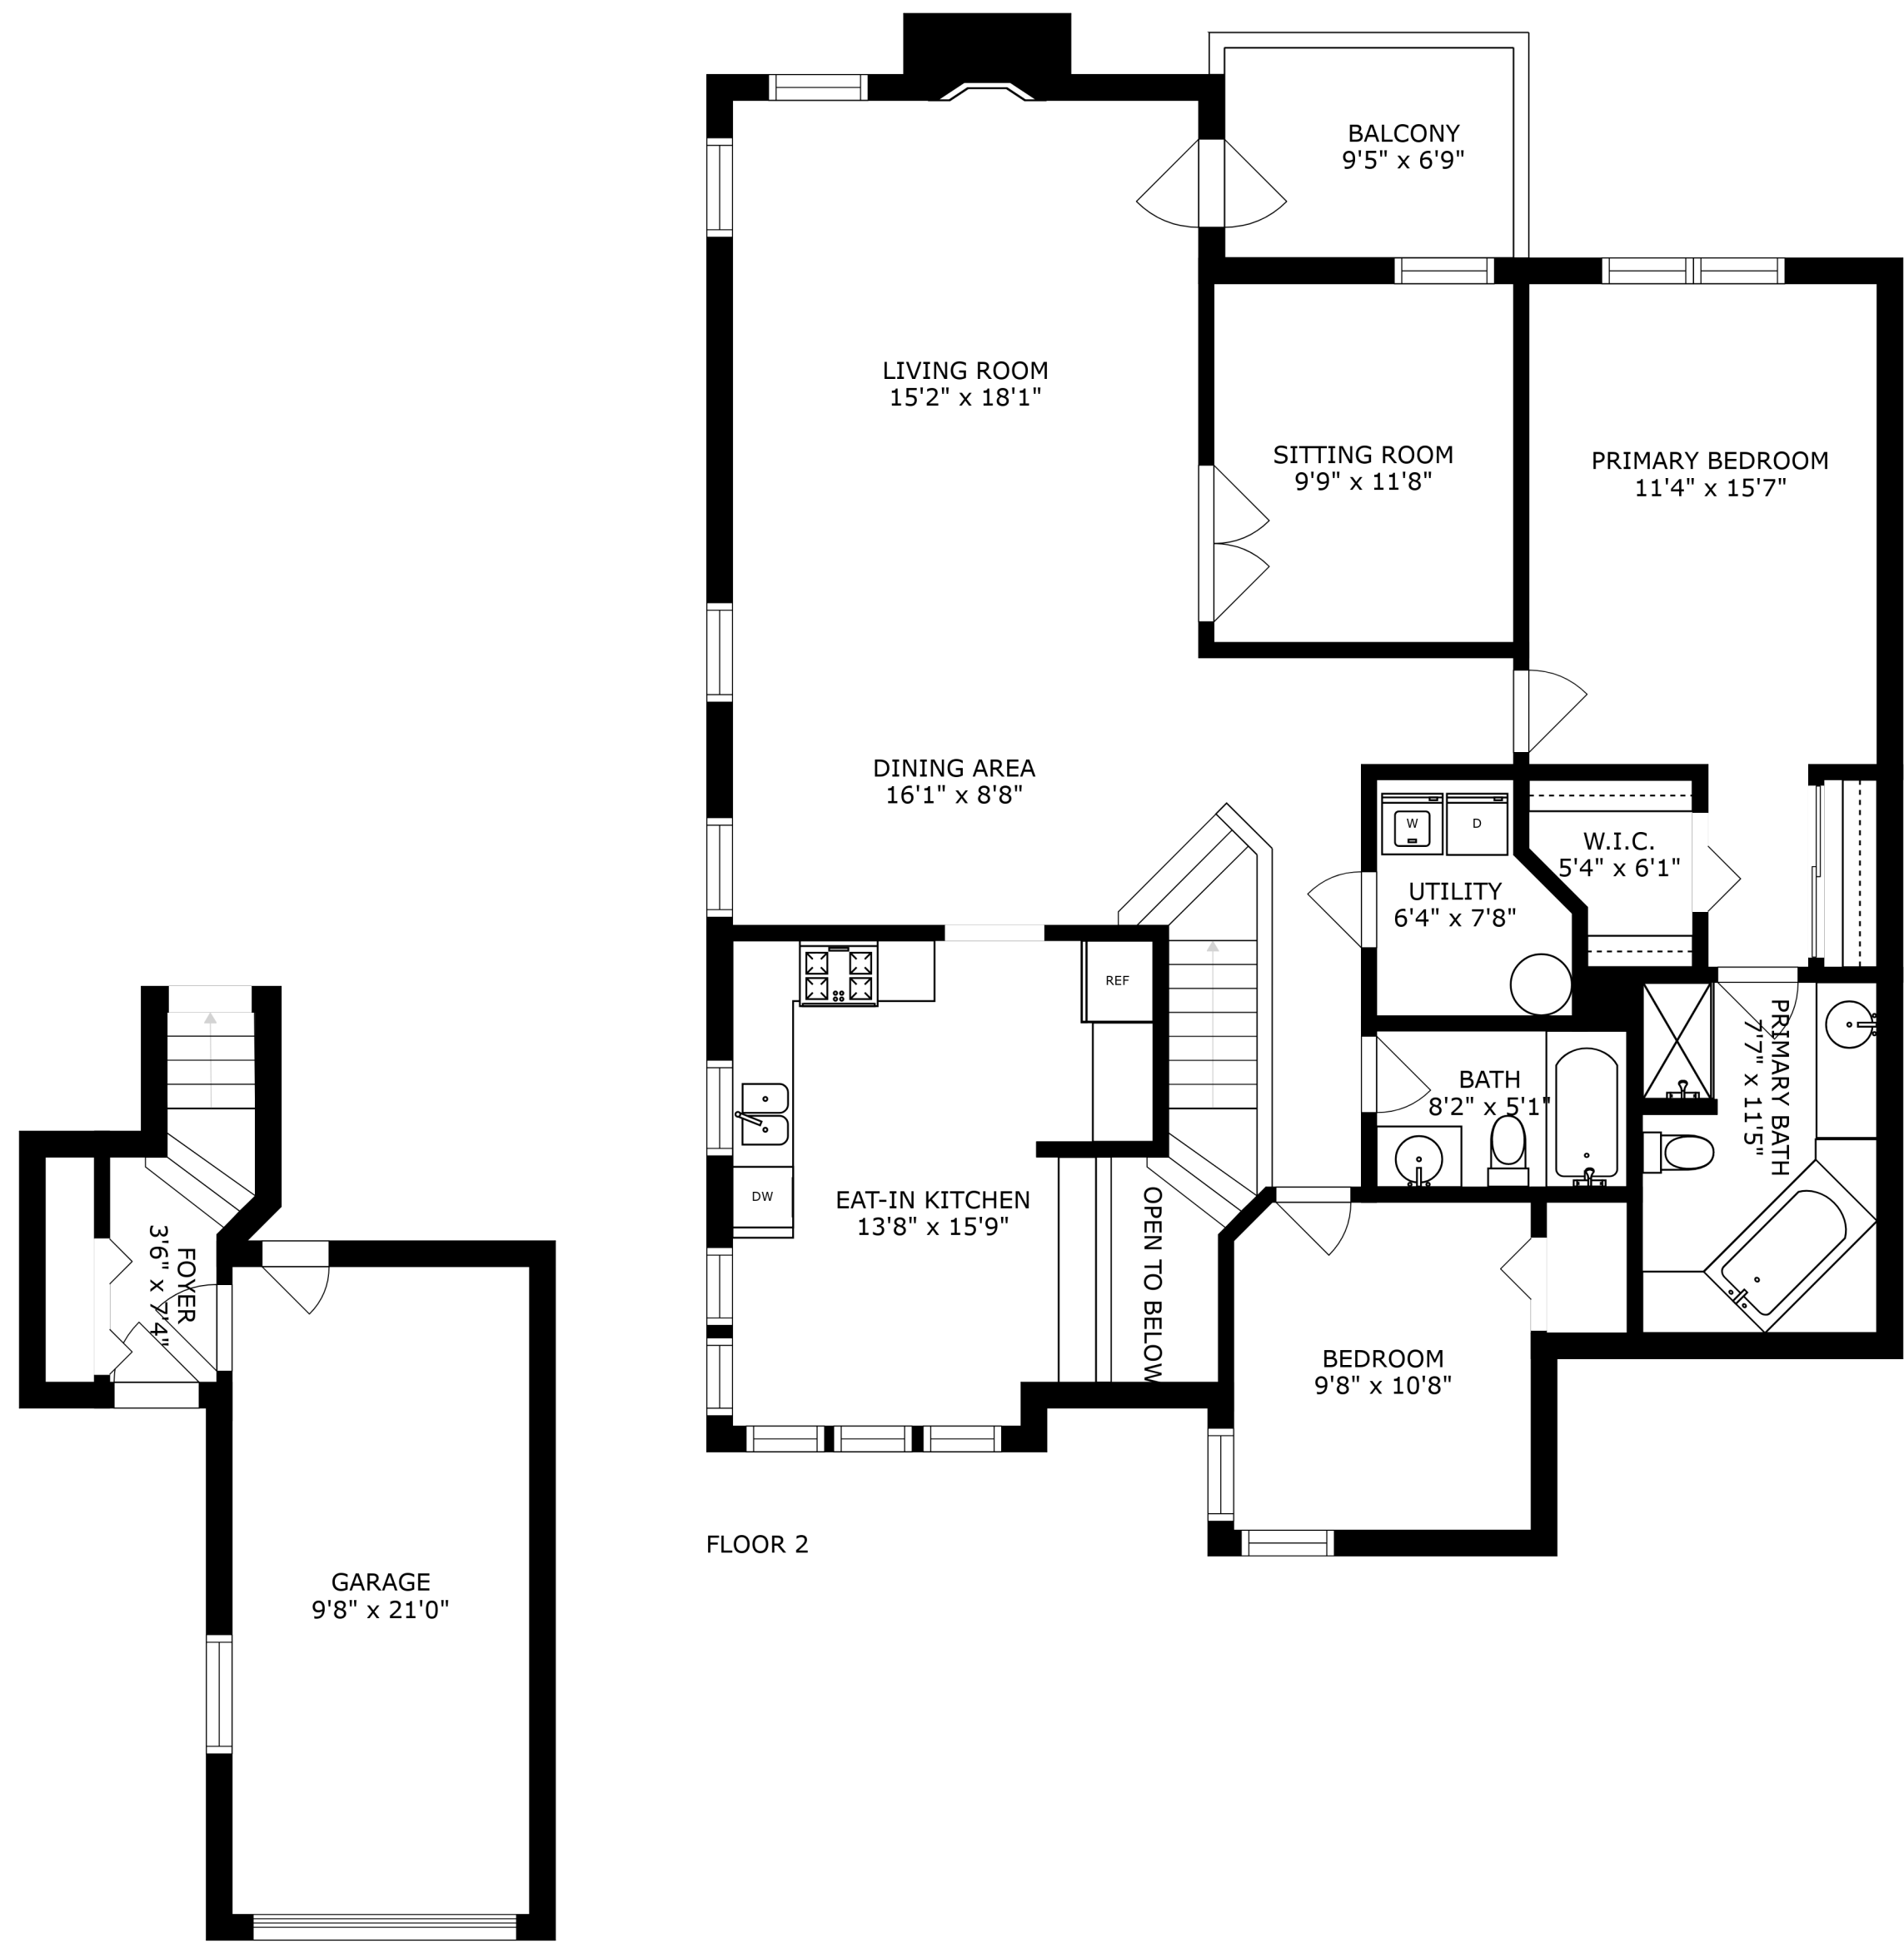 BALCONY
9'5" x 6'9"
LIVING ROOM
15'2" x 18'1"
SITTING ROOM
9'9" x 11'8"
PRIMARY BEDROOM
11'4" x 15'7"
DINING AREA
16'1" x 8'8"
W
D
W.I.C.
5'4" x 6'1"
UTILITY
6'4" x 7'8"
REF
PRIMARY BATH
7'7" x 11'5"
BATH
8'2" x 5'1"
DW
EAT-IN KITCHEN
13'8" x 15'9"
OPEN TO BELOW
FOYER
3'6" x 7'4"
BEDROOM
9'8" x 10'8"
FLOOR 2
GARAGE
9'8" x 21'0"